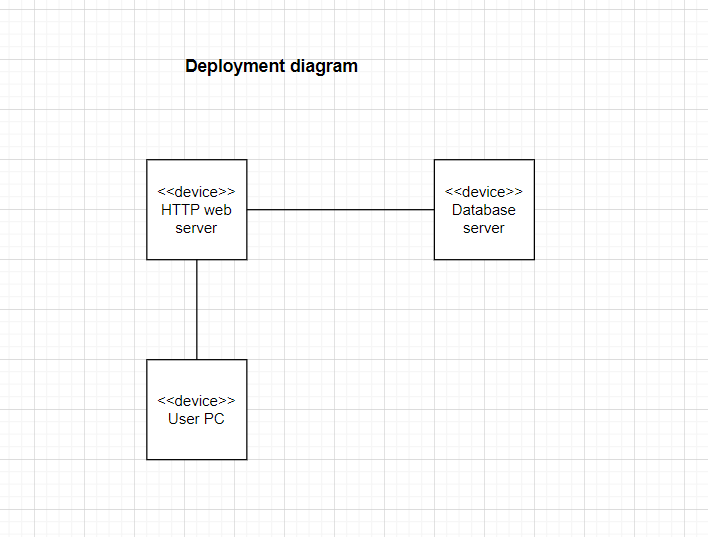 Deployment diagram
<<device>>
HTTP web
server
<<device>>
Database
server
<<device>>
User PC